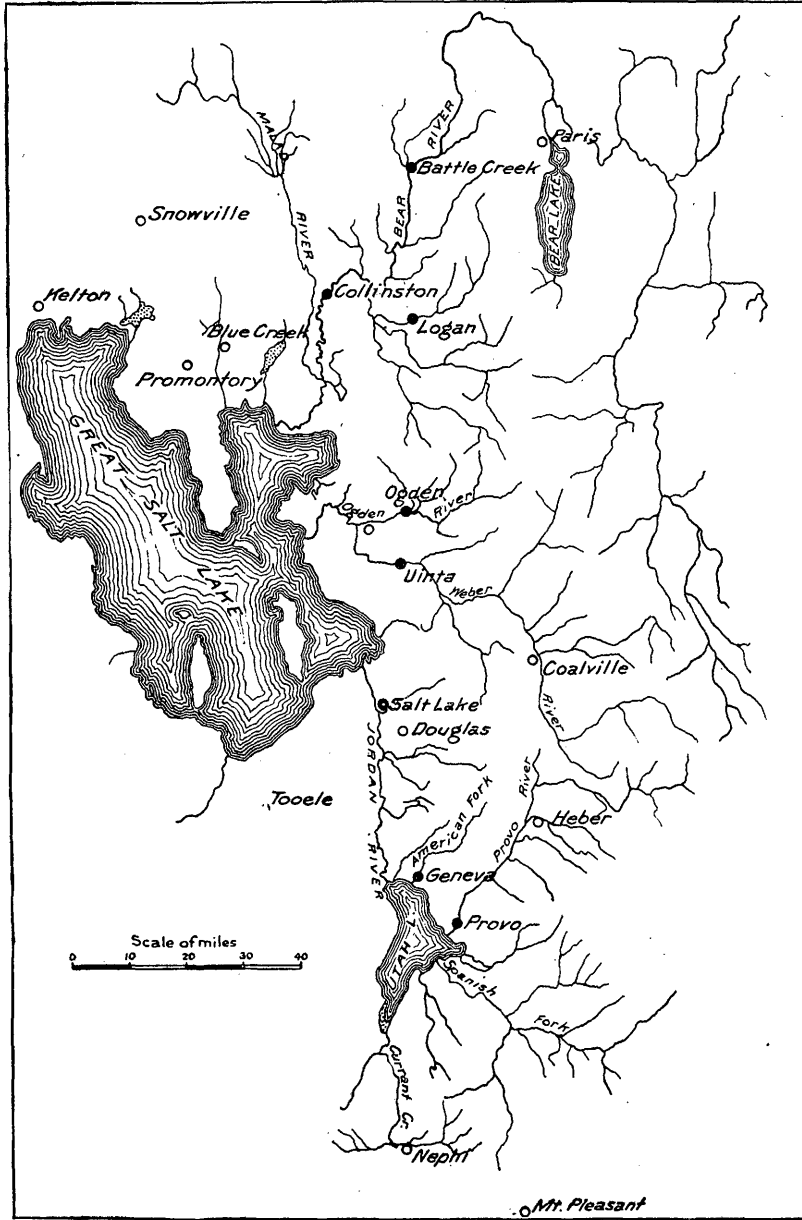 BEAR
RIVER
MALAD
RIVERS
Paris
Battle Creek
BEAR LAKE
Snowville
Kelton
Collinston
Blue Creek
Logan
Promontory
GREAT SALT LAKE
Ogden
Ogden
River
Uinta
Weber
Coalville
River
Salt Lake
Douglas
JORDAN
RIVER
Tooele
American Fork
Provo
River
Heber
Geneva
Provo
UTAH L.
Scale of miles
0 10 20 40
Spanish
Fork
Currant Cr.
Nephi
Mt. Pleasant